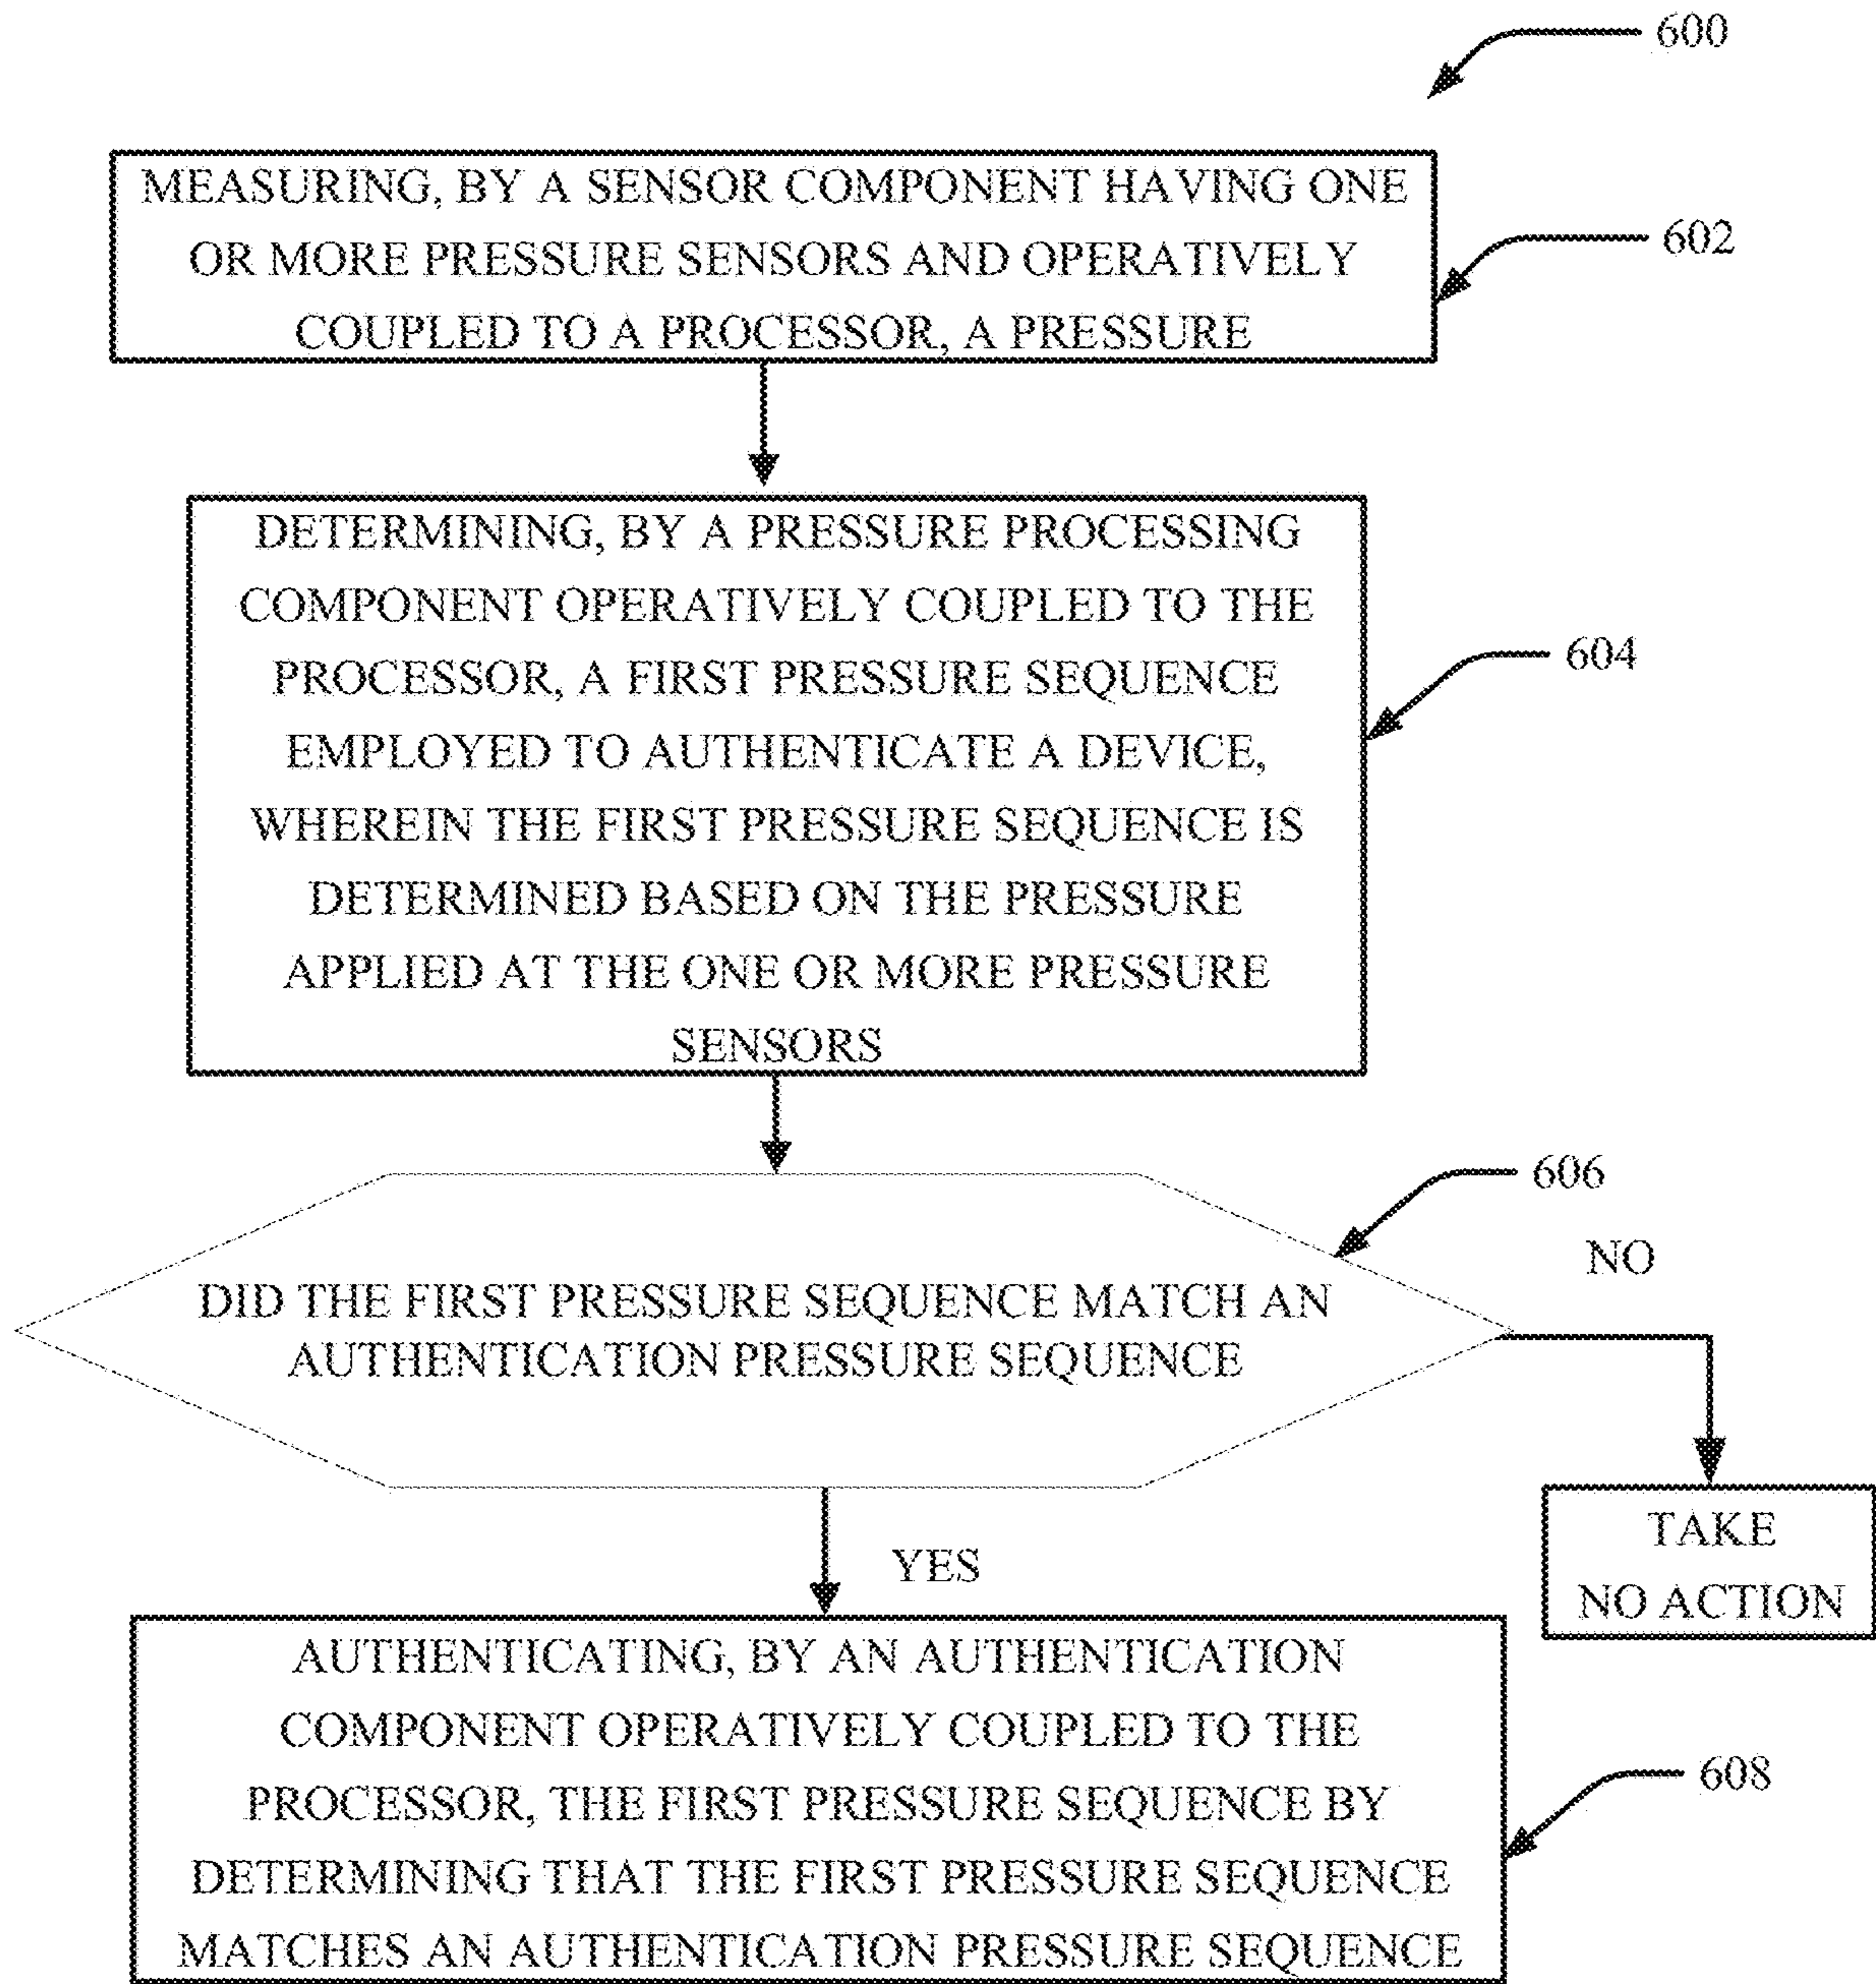 600
MEASURING, BY A SENSOR COMPONENT HAVING ONE
OR MORE PRESSURE SENSORS AND OPERATIVELY
COUPLED TO A PROCESSOR, A PRESSURE
602
DETERMINING, BY A PRESSURE PROCESSING
COMPONENT OPERATIVELY COUPLED TO THE
PROCESSOR, A FIRST PRESSURE SEQUENCE
EMPLOYED TO AUTHENTICATE A DEVICE,
WHEREIN THE FIRST PRESSURE SEQUENCE IS
DETERMINED BASED ON THE PRESSURE
APPLIED AT THE ONE OR MORE PRESSURE
SENSORS
604
606
DID THE FIRST PRESSURE SEQUENCE MATCH AN
AUTHENTICATION PRESSURE SEQUENCE
NO
TAKE
NO ACTION
YES
AUTHENTICATING, BY AN AUTHENTICATION
COMPONENT OPERATIVELY COUPLED TO THE
PROCESSOR, THE FIRST PRESSURE SEQUENCE BY
DETERMINING THAT THE FIRST PRESSURE SEQUENCE
MATCHES AN AUTHENTICATION PRESSURE SEQUENCE
608